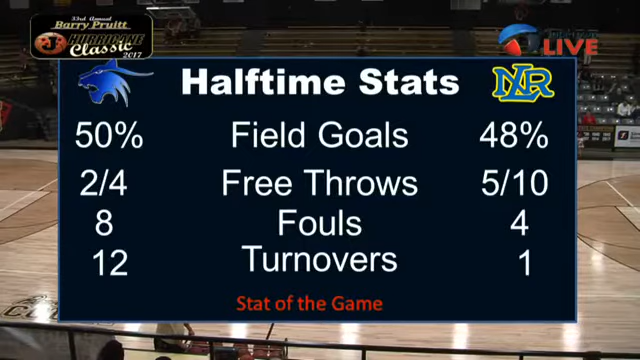 33rd Annual
Barry Pruitt
HURRICANE
Classic
2017
LIVE
Halftime Stats
NLR
50% Field Goals 48%
2/4 Free Throws 5/10
8 Fouls 4
12 Turnovers 1
Stat of the Game